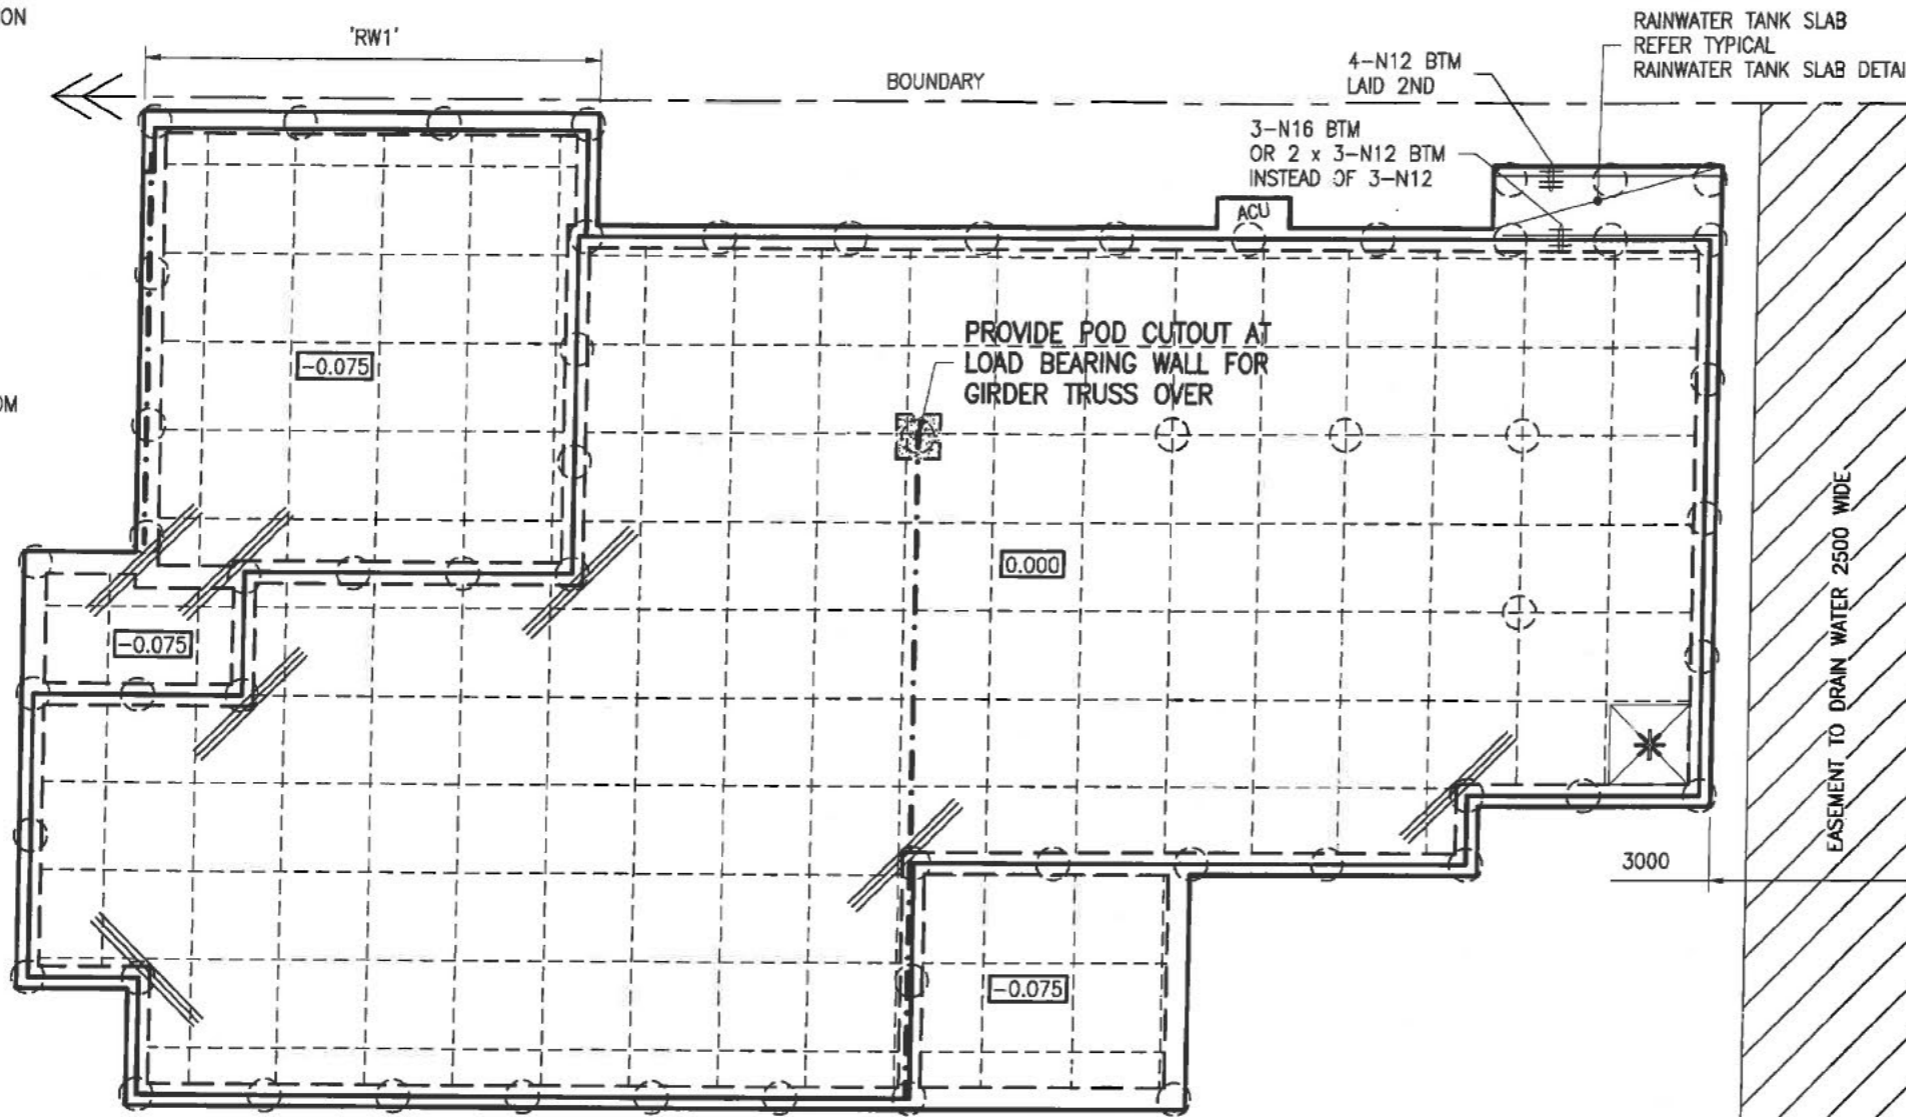 ON
'RW1'
BOUNDARY
4-N12 BTM
LAID 2ND
RAINWATER TANK SLAB
REFER TYPICAL
RAINWATER TANK SLAB DETAI
3-N16 BTM
OR 2 x 3-N12 BTM
INSTEAD OF 3-N12
ACU
PROVIDE POD CUTOUT AT
LOAD BEARING WALL FOR
GIRDER TRUSS OVER
-0.075
OM
0.000
-0.075
EASEMENT TO DRAIN WATER 2500 WIDE
3000
-0.075